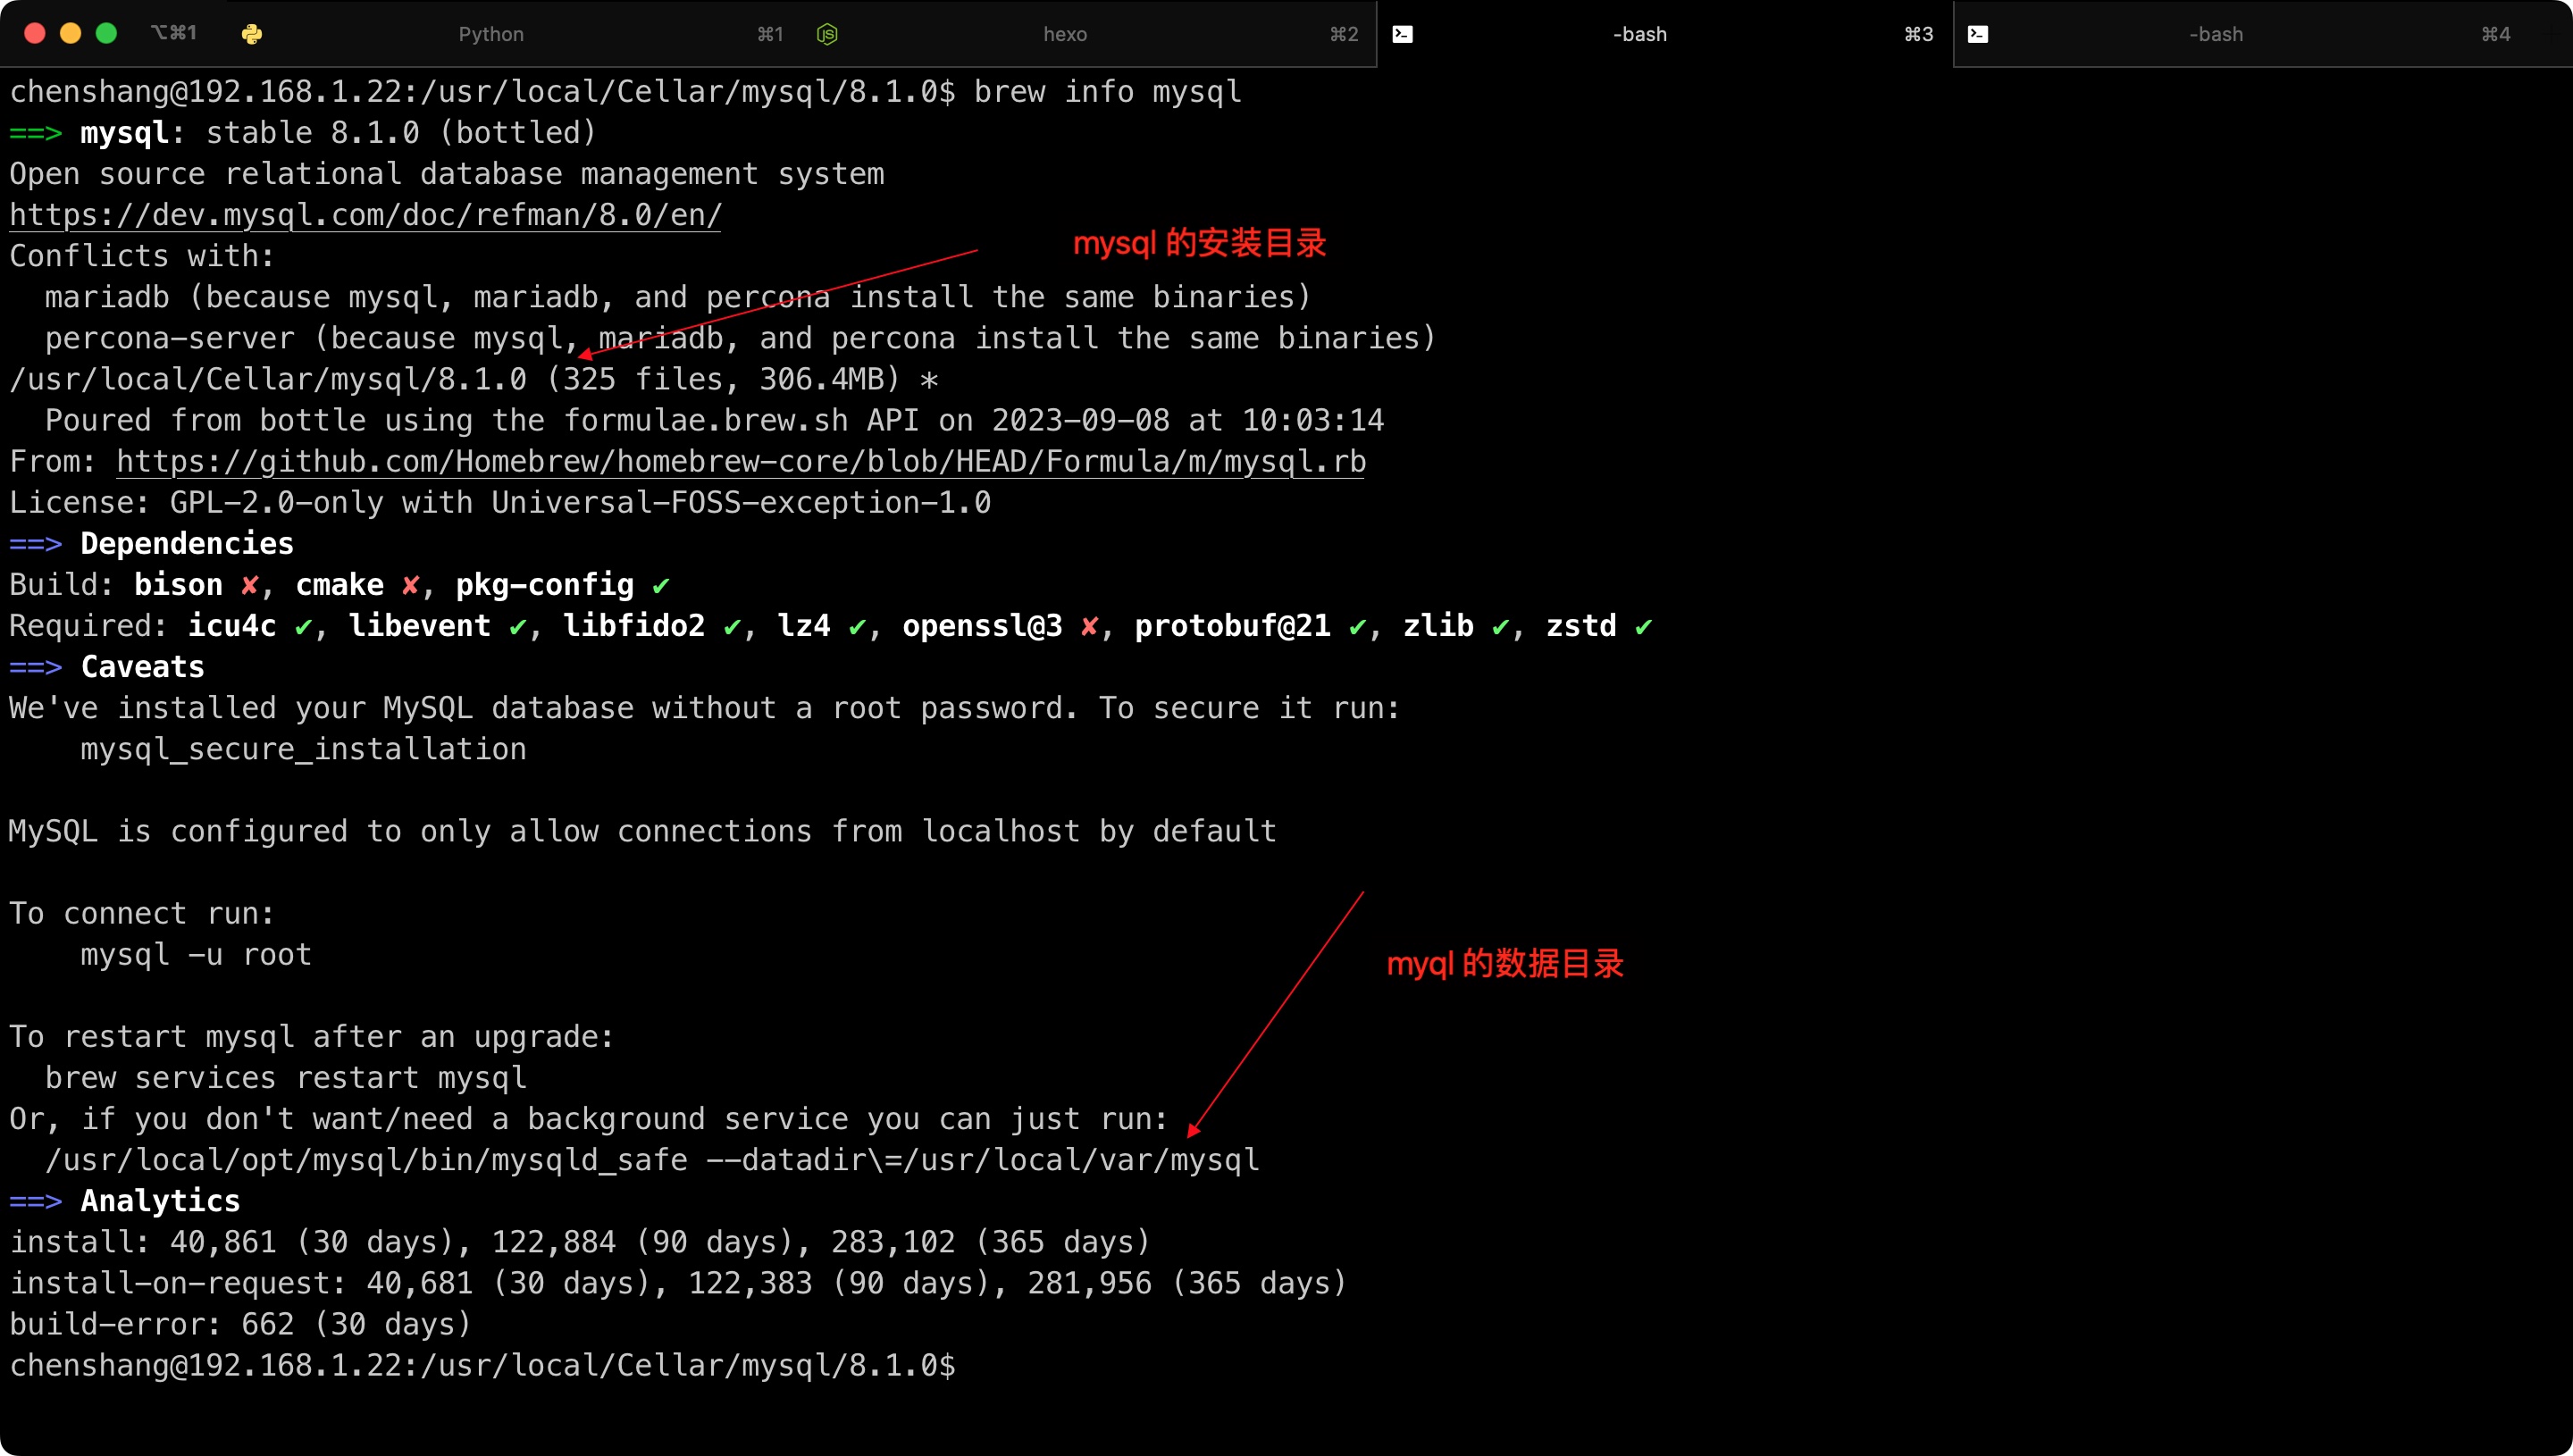 ⌥⌘1 Python ⌘1 hexo ⌘2 -bash ⌘3 -bash ⌘4
chenshang@192.168.1.22:/usr/local/Cellar/mysql/8.1.0$ brew info mysql
==> mysql: stable 8.1.0 (bottled)
Open source relational database management system
https://dev.mysql.com/doc/refman/8.0/en/
mysql 的安装目录
Conflicts with:
  mariadb (because mysql, mariadb, and percona install the same binaries)
  percona-server (because mysql, mariadb, and percona install the same binaries)
/usr/local/Cellar/mysql/8.1.0 (325 files, 306.4MB) *
  Poured from bottle using the formulae.brew.sh API on 2023-09-08 at 10:03:14
From: https://github.com/Homebrew/homebrew-core/blob/HEAD/Formula/m/mysql.rb
License: GPL-2.0-only with Universal-FOSS-exception-1.0
==> Dependencies
Build: bison ✘, cmake ✘, pkg-config ✔
Required: icu4c ✔, libevent ✔, libfido2 ✔, lz4 ✔, openssl@3 ✘, protobuf@21 ✔, zlib ✔, zstd ✔
==> Caveats
We've installed your MySQL database without a root password. To secure it run:
    mysql_secure_installation
MySQL is configured to only allow connections from localhost by default
To connect run:
    mysql -u root
myql 的数据目录
To restart mysql after an upgrade:
  brew services restart mysql
Or, if you don't want/need a background service you can just run:
  /usr/local/opt/mysql/bin/mysqld_safe --datadir\=/usr/local/var/mysql
==> Analytics
install: 40,861 (30 days), 122,884 (90 days), 283,102 (365 days)
install-on-request: 40,681 (30 days), 122,383 (90 days), 281,956 (365 days)
build-error: 662 (30 days)
chenshang@192.168.1.22:/usr/local/Cellar/mysql/8.1.0$